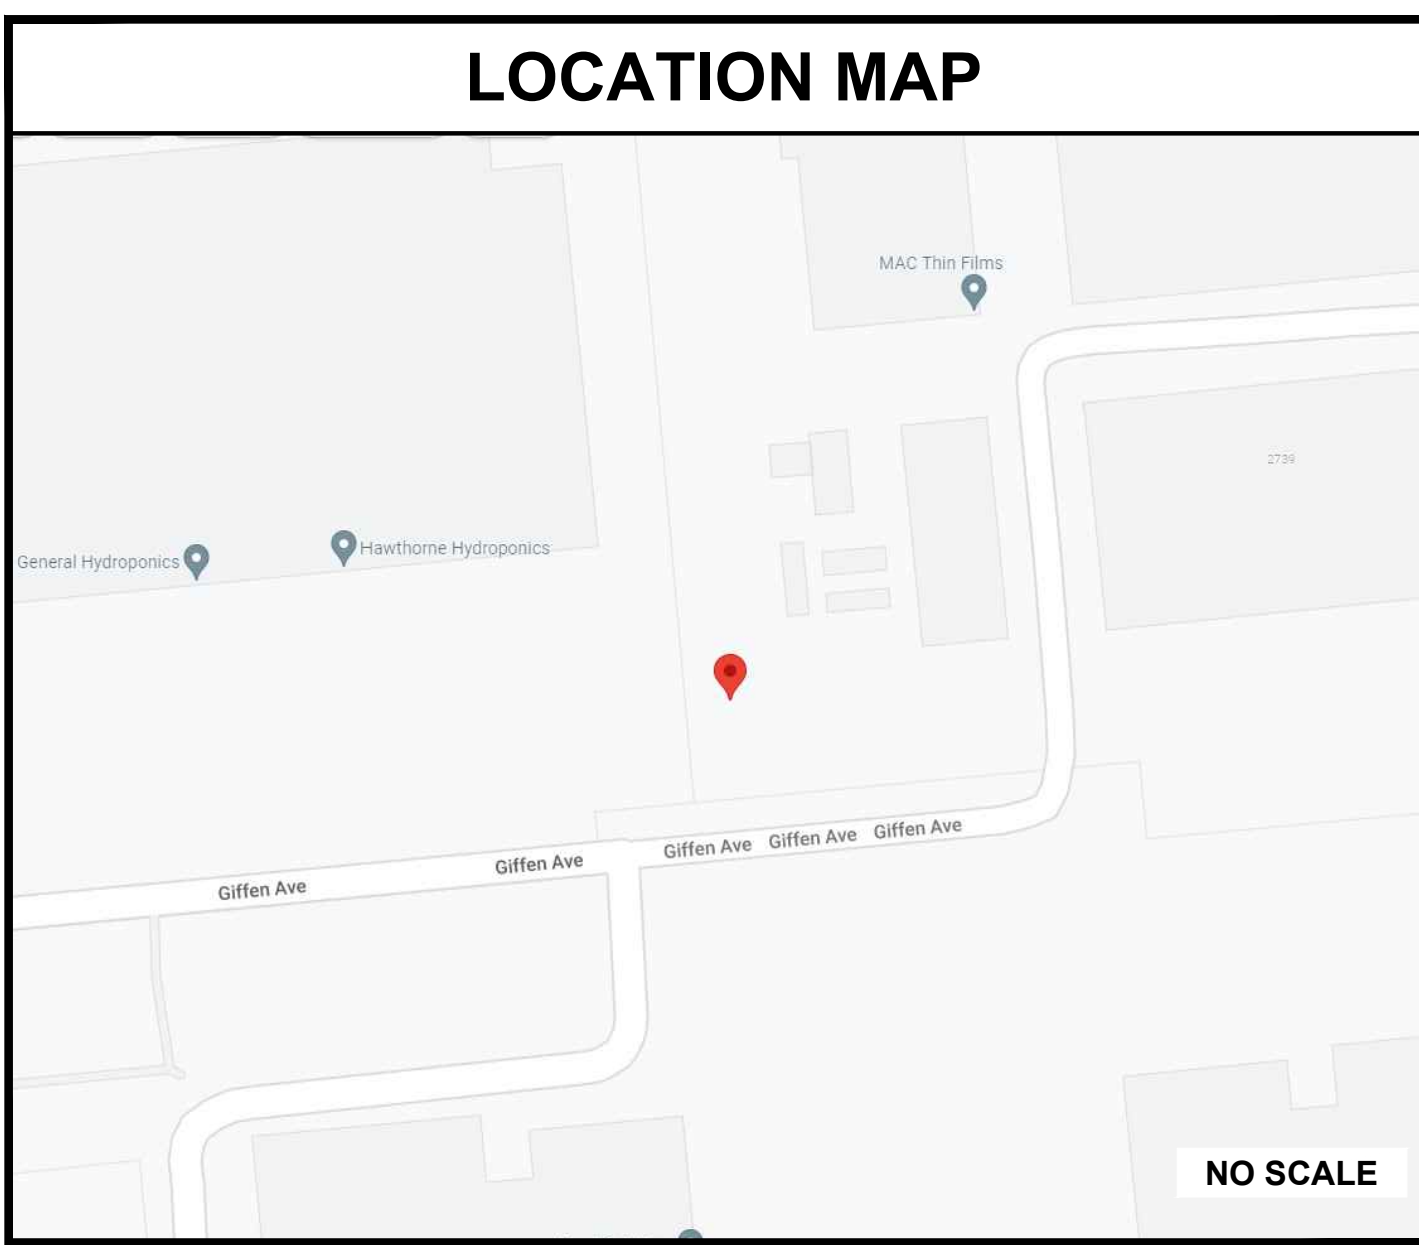 LOCATION MAP
MAC Thin Films
2739
Hawthorne Hydroponics
General Hydroponics
Giffen Ave
Giffen Ave
Giffen Ave
Giffen Ave
Giffen Ave
NO SCALE